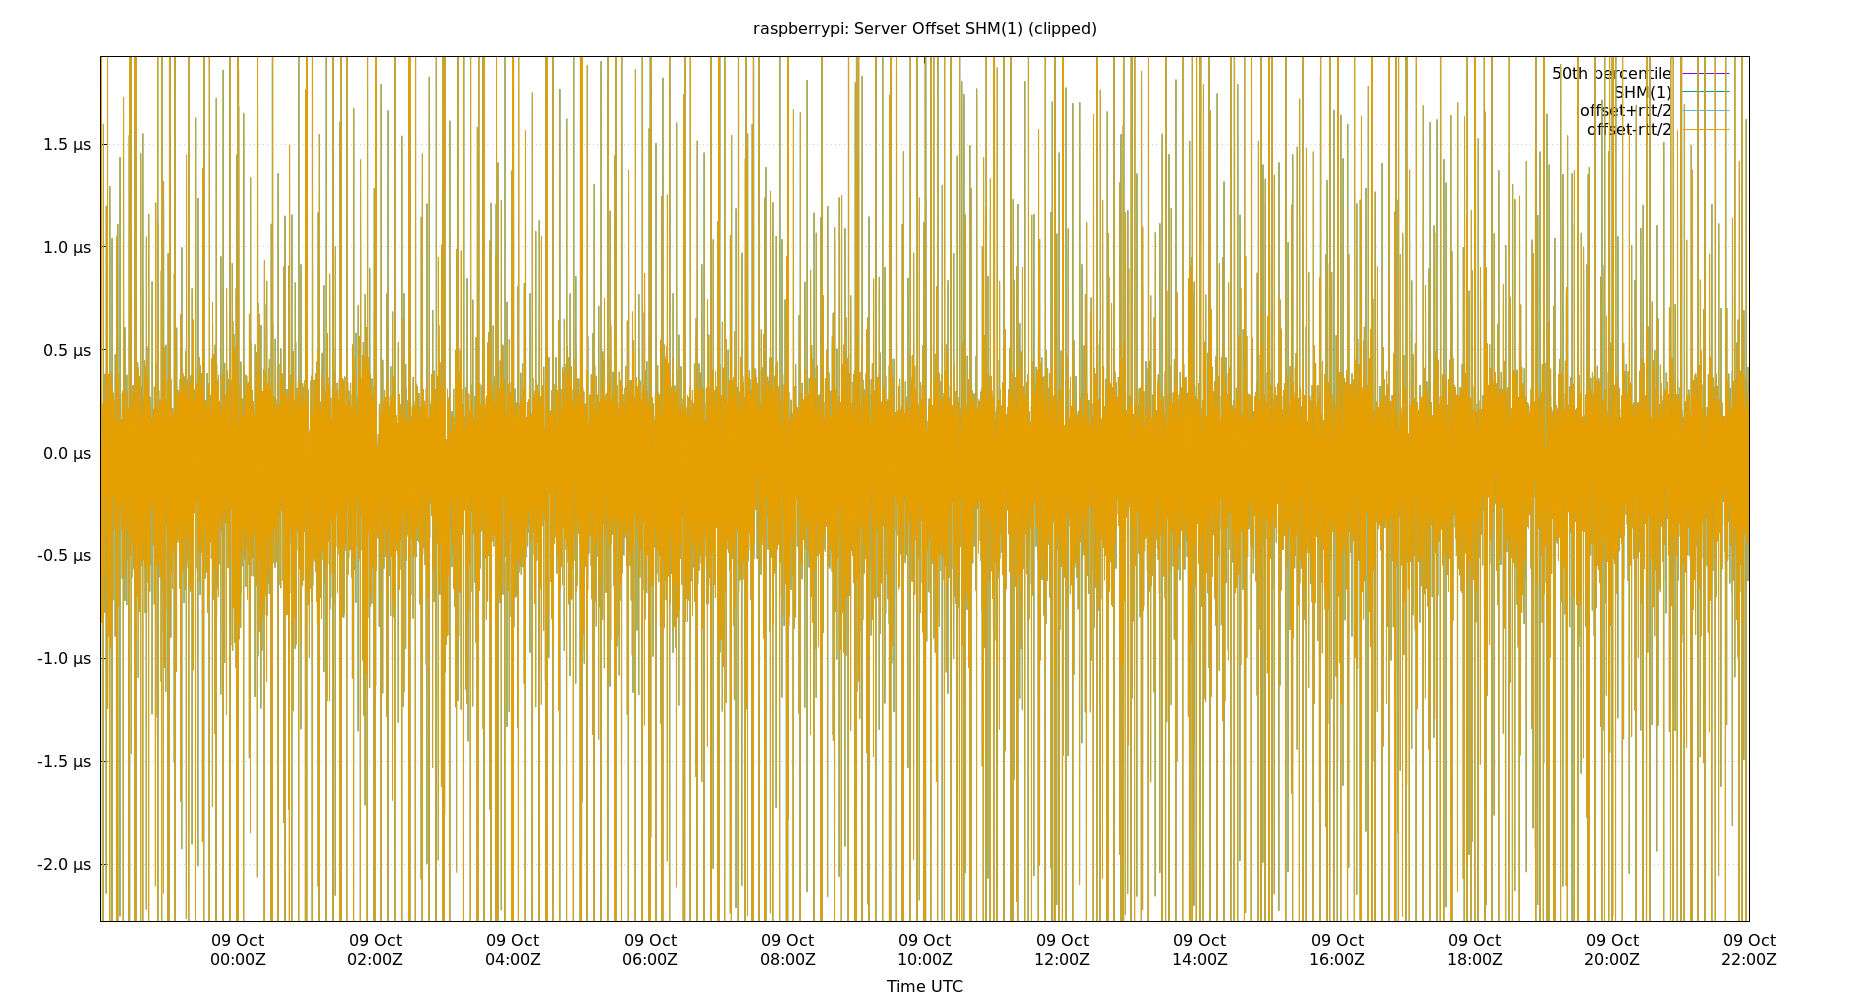 raspberrypi: Server Offset SHM(1) (clipped)
50th percentile
SHM(1)
offset+rtt/2
offset-rtt/2
1.5 µs
1.0 µs
0.5 µs
0.0 µs
-0.5 µs
-1.0 µs
-1.5 µs
-2.0 µs
09 Oct 09 Oct 09 Oct 09 Oct 09 Oct 09 Oct 09 Oct 09 Oct 09 Oct 09 Oct 09 Oct 09 Oct
00:00Z 02:00Z 04:00Z 06:00Z 08:00Z 10:00Z 12:00Z 14:00Z 16:00Z 18:00Z 20:00Z 22:00Z
Time UTC